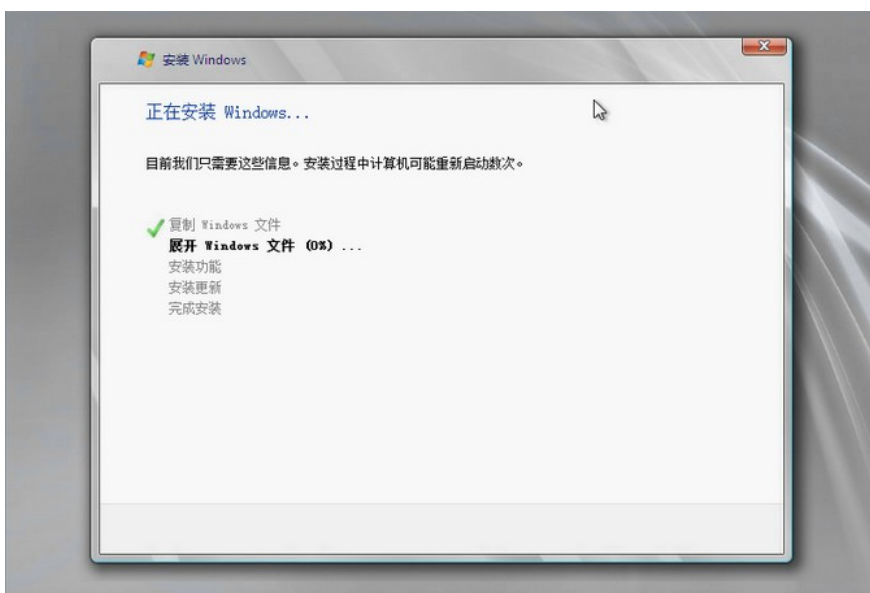 安装 Windows
正在安装 Windows...
目前我们只需要这些信息。安装过程中计算机可能重新启动数次。
复制 Windows 文件
展开 Windows 文件 (0%) ...
安装功能
安装更新
完成安装